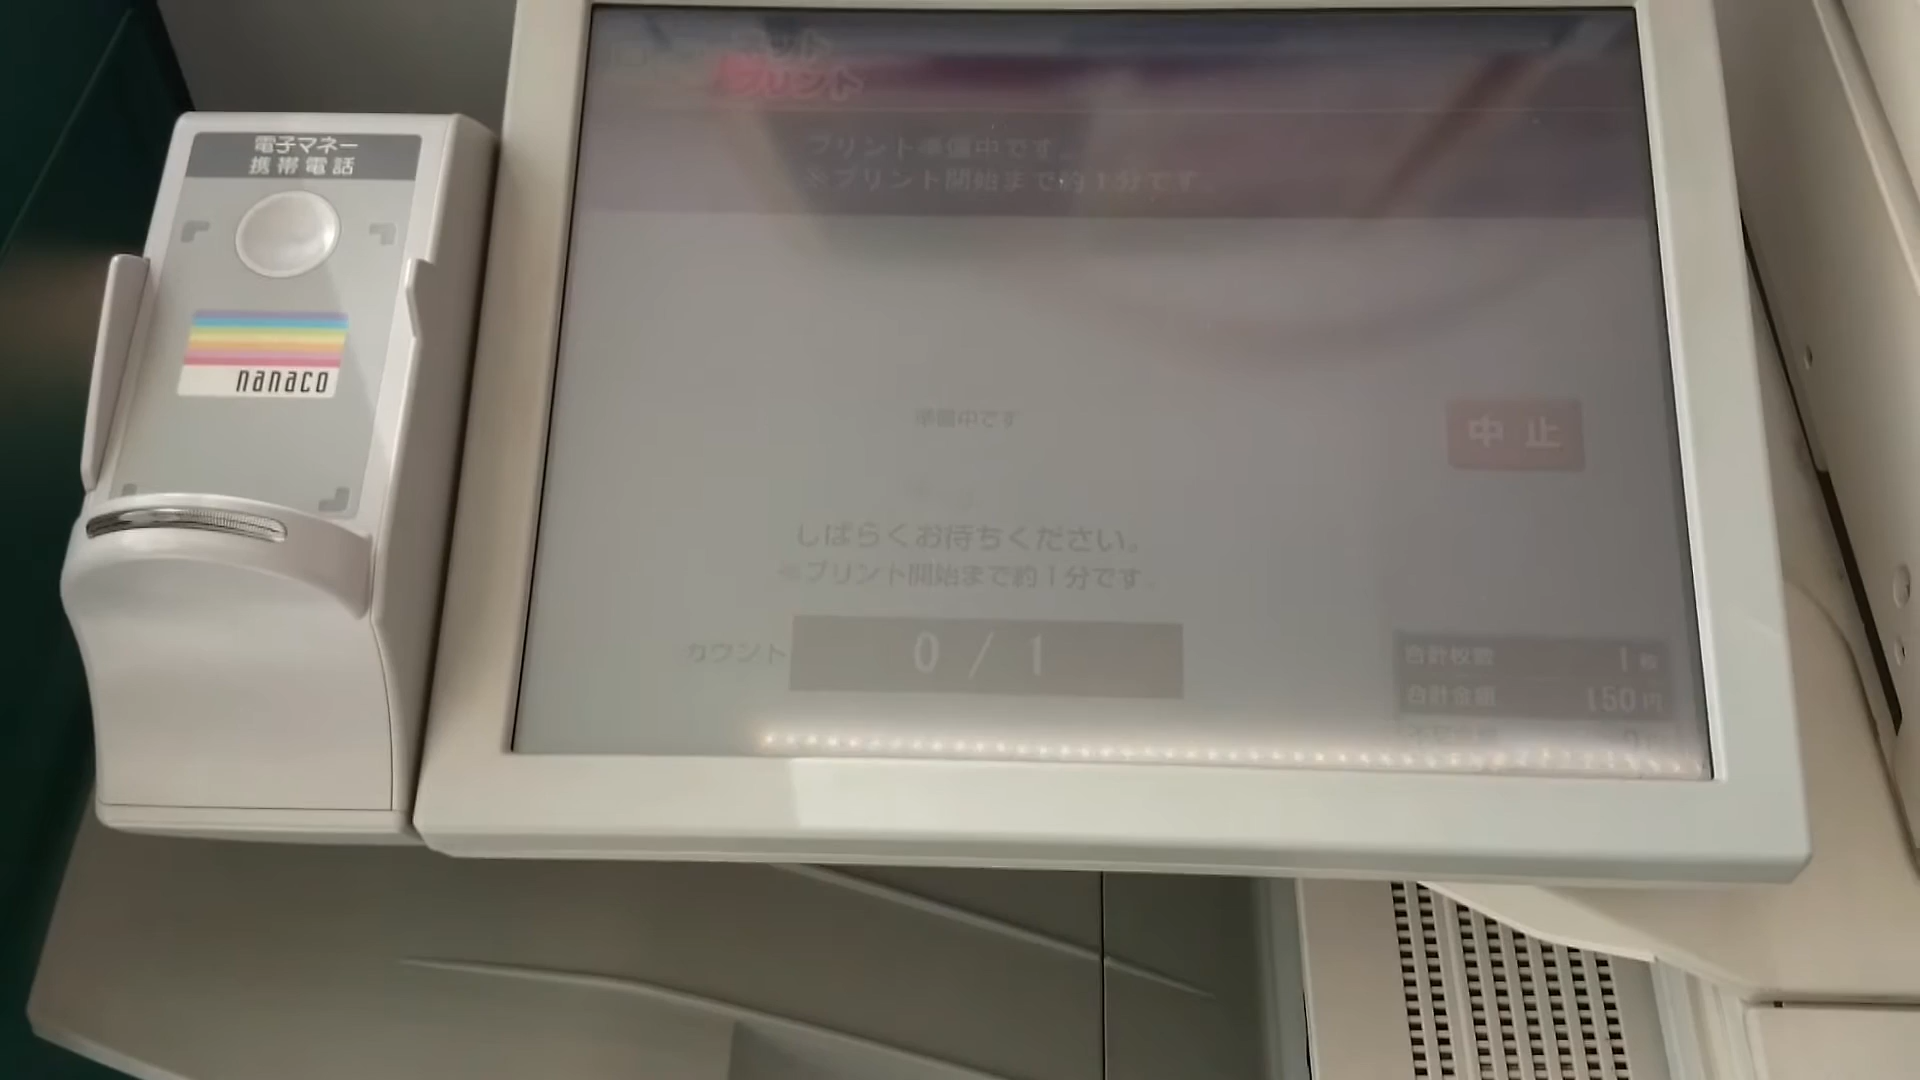 電子マネー
携帯電話
nanaco
ネット
プリント
プリント準備中です。
※プリント開始まで約1分です。
準備中です
中止
しばらくお待ちください。
※プリント開始まで約1分です。
カウント 0 / 1
合計枚数 1枚
合計金額 150円